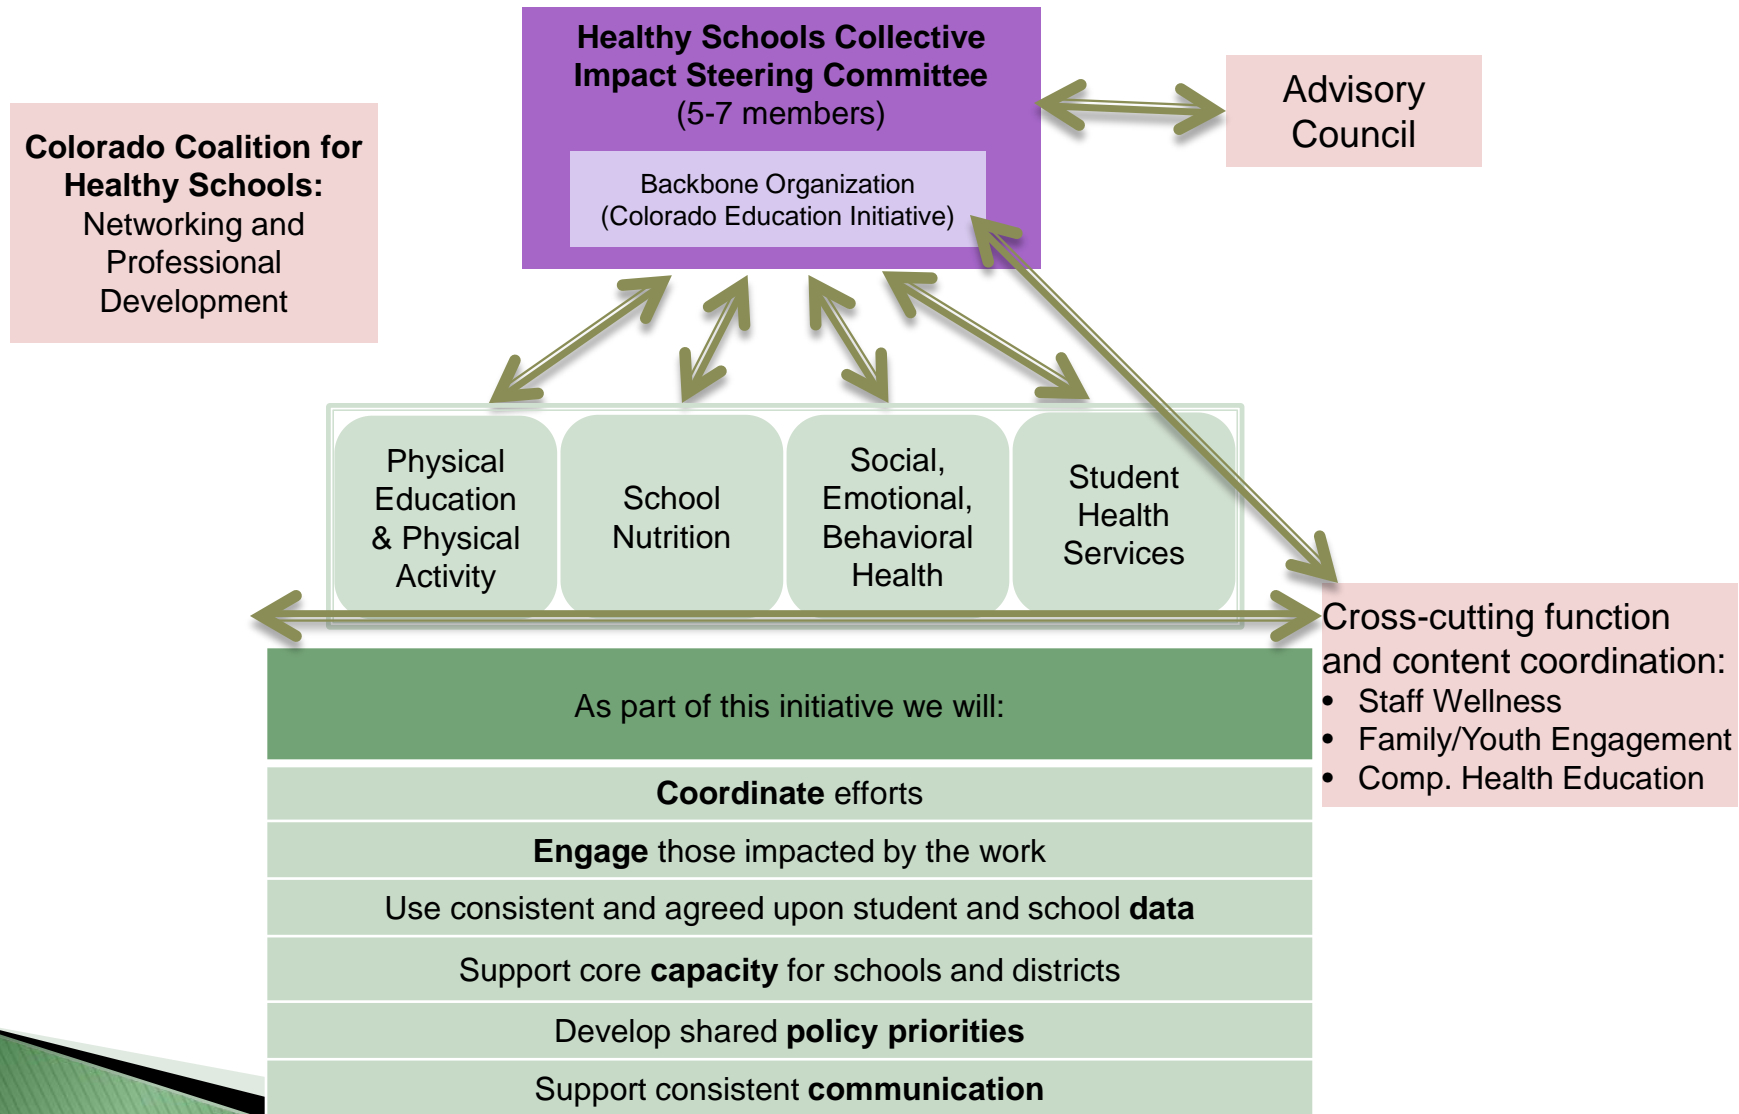 Healthy Schools Collective
Impact Steering Committee
(5-7 members)
Backbone Organization
(Colorado Education Initiative)
Advisory
Council
Colorado Coalition for
Healthy Schools:
Networking and
Professional
Development
Physical
Education
& Physical
Activity
School
Nutrition
Social,
Emotional,
Behavioral
Health
Student
Health
Services
Cross-cutting function
and content coordination:
• Staff Wellness
• Family/Youth Engagement
• Comp. Health Education
As part of this initiative we will:
Coordinate efforts
Engage those impacted by the work
Use consistent and agreed upon student and school data
Support core capacity for schools and districts
Develop shared policy priorities
Support consistent communication